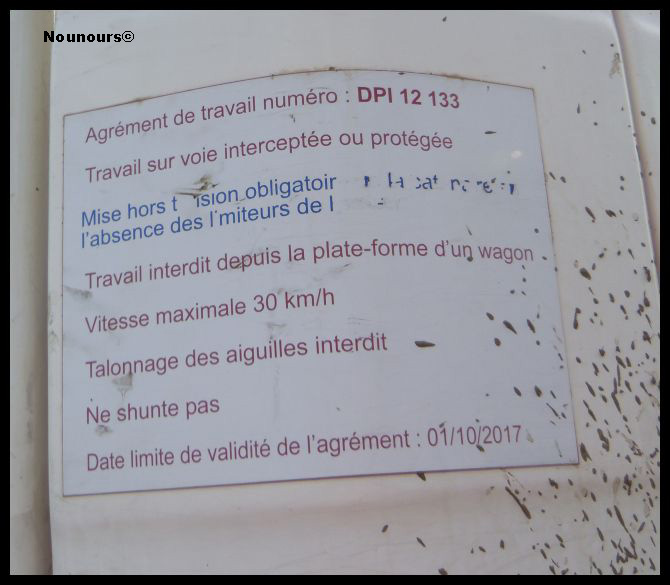 Nounours©
Agrément de travail numéro : DPI 12 133
Travail sur voie interceptée ou protégée
Mise hors
l'absence des limiteurs de
Travail interdit depuis la plate-forme d'un wagon
Vitesse maximale 30 km/h
Talonnage des aiguilles interdit
Ne shunte pas
Date limite de validité de l'agrément : 01/10/2017